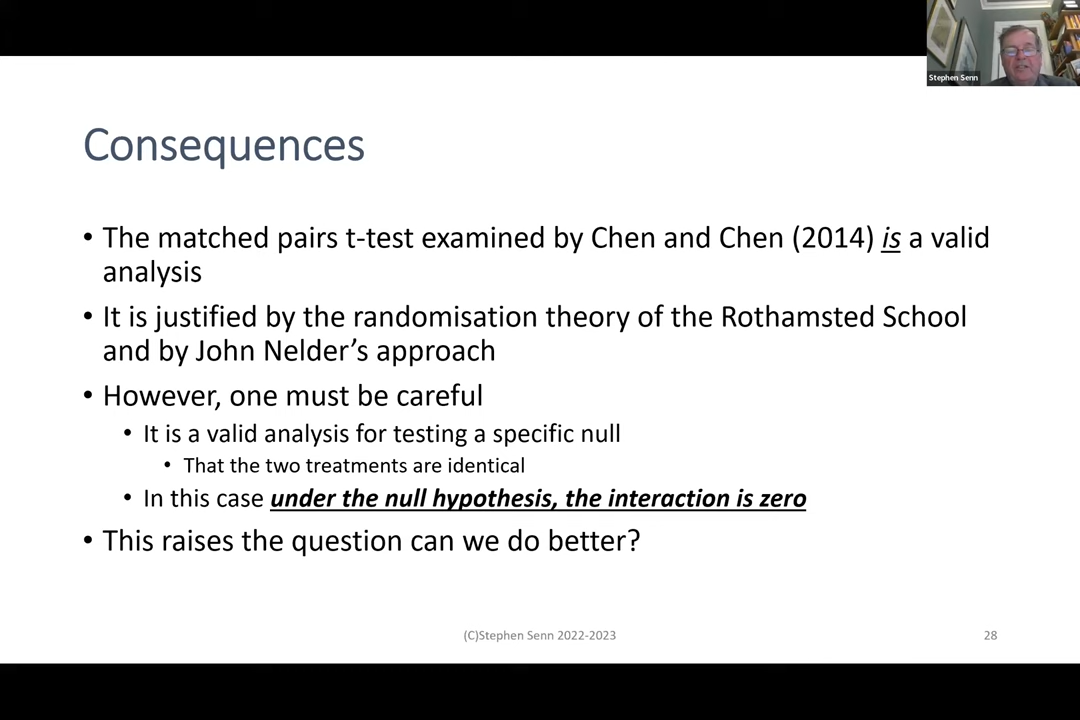 Stephen Senn
Consequences
• The matched pairs t-test examined by Chen and Chen (2014) is a valid
analysis
• It is justified by the randomisation theory of the Rothamsted School
and by John Nelder’s approach
• However, one must be careful
• It is a valid analysis for testing a specific null
• That the two treatments are identical
• In this case under the null hypothesis, the interaction is zero
• This raises the question can we do better?
(C)Stephen Senn 2022-2023
28